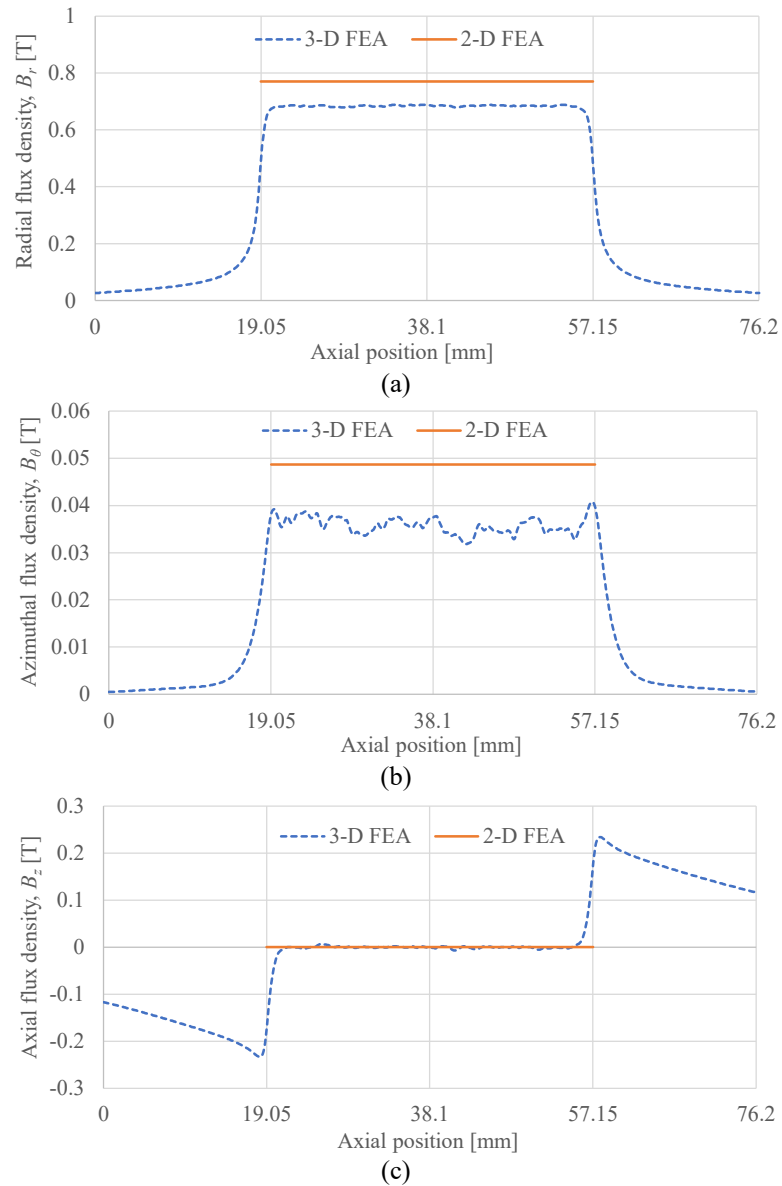 1
3-D FEA 2-D FEA
0.8
0.6
0.4
0.2
0
Radial flux density, Br [T]
0 19.05 38.1 57.15 76.2
Axial position [mm]
(a)
0.06
3-D FEA 2-D FEA
0.05
0.04
0.03
0.02
0.01
0
Azimuthal flux density, Bθ [T]
0 19.05 38.1 57.15 76.2
Axial position [mm]
(b)
0.3
3-D FEA 2-D FEA
0.2
0.1
0
-0.1
-0.2
-0.3
Axial flux density, Bz [T]
0 19.05 38.1 57.15 76.2
Axial position [mm]
(c)